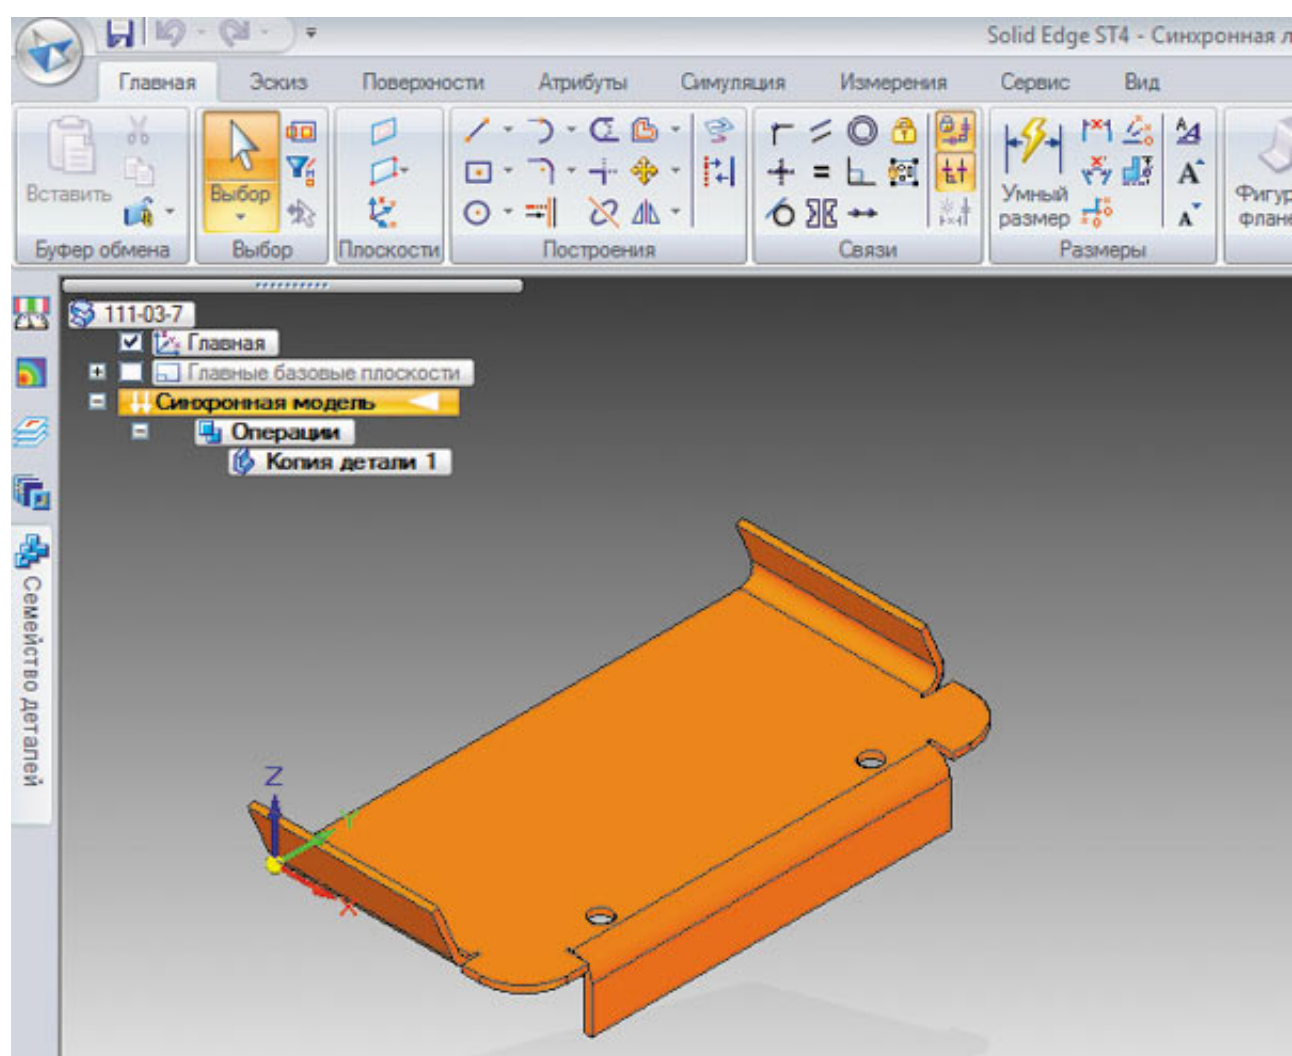 Solid Edge ST4 - Синхронная л
Главная Эскиз Поверхности Атрибуты Симуляция Измерения Сервис Вид
Вставить
Выбор
Умный
размер
Фигур
флане
Буфер обмена Выбор Плоскости Построения Связи Размеры
111-03-7
Главная
Главные базовые плоскости
Синхронная модель
Операции
Копия детали 1
Семейство деталей
Z
Y
X